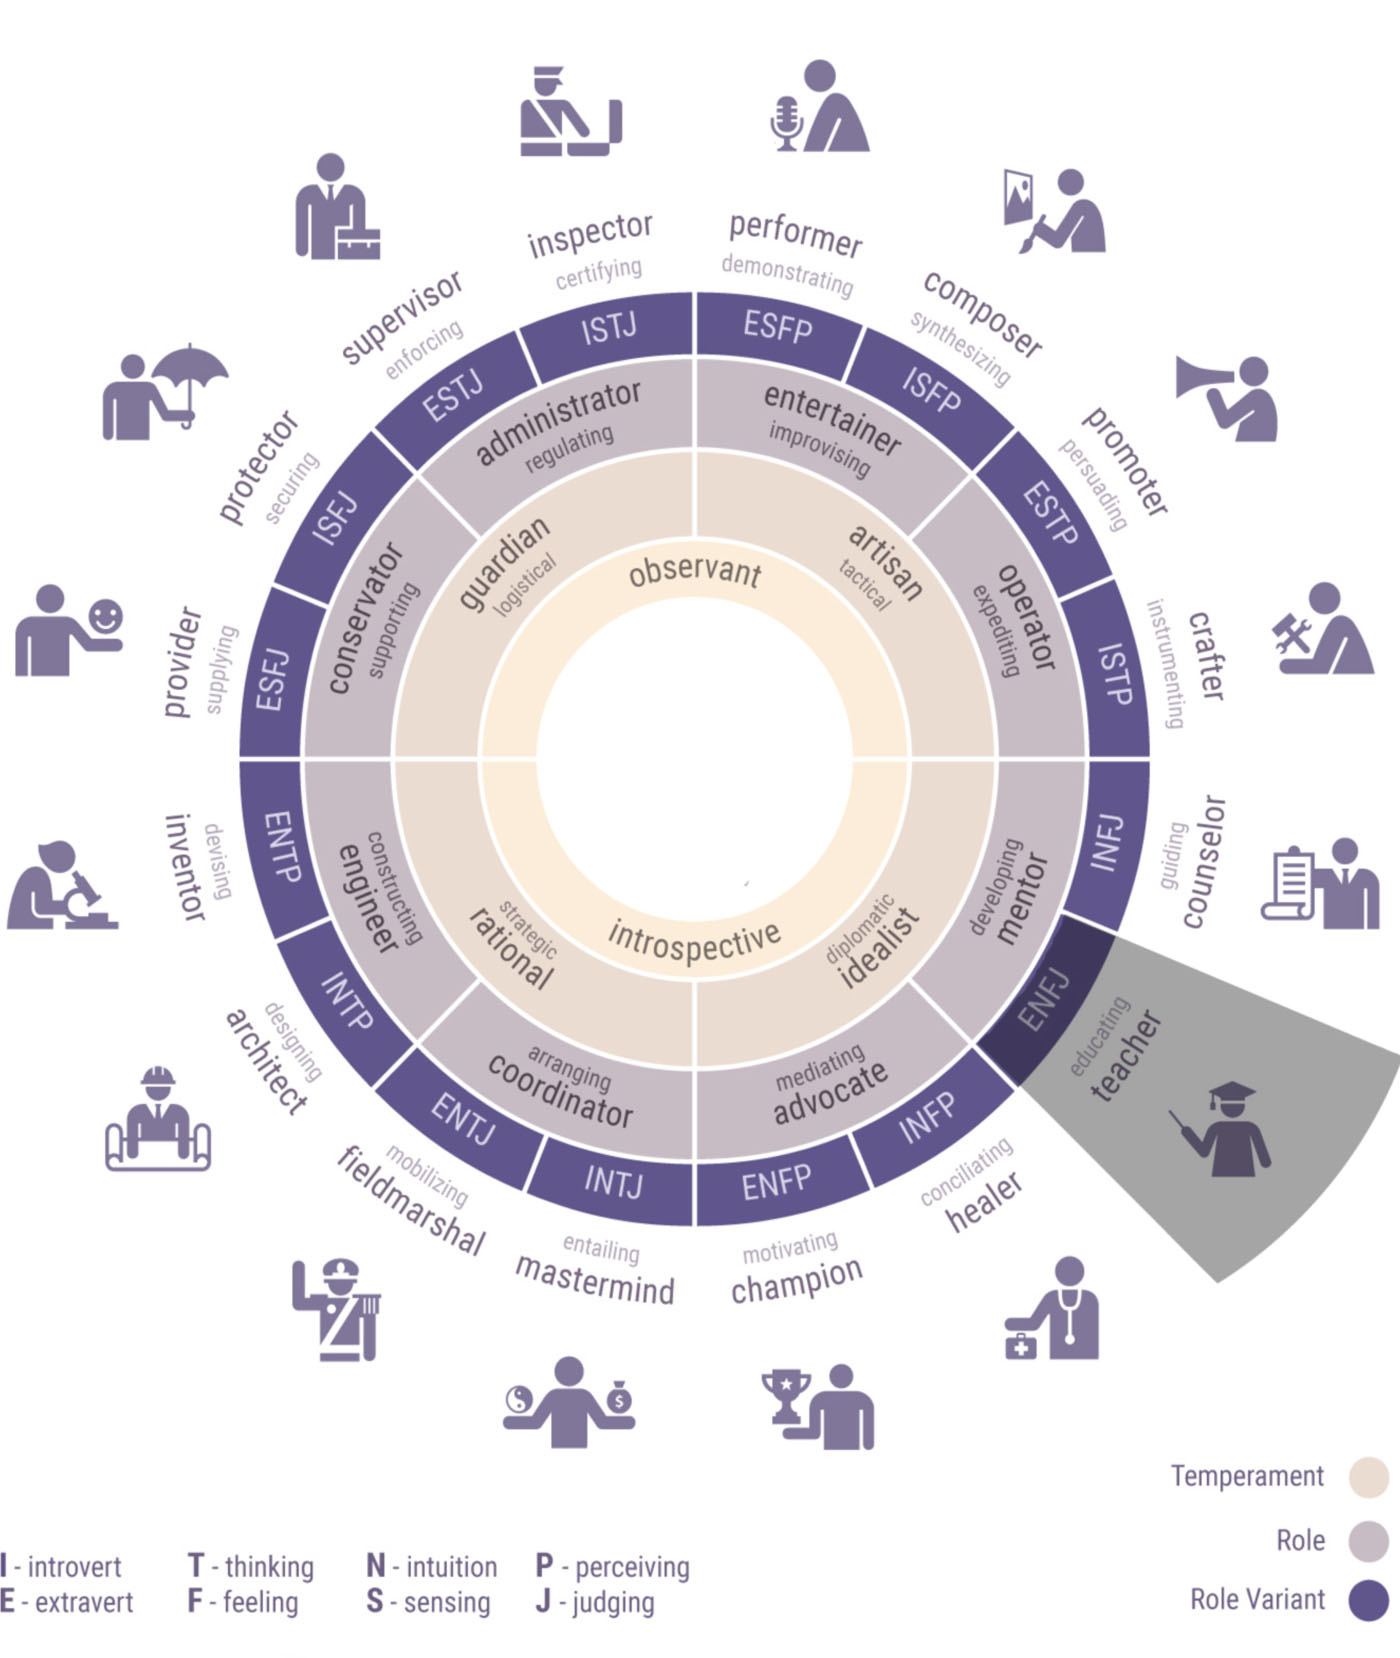 inspector
certifying
performer
demonstrating
supervisor
enforcing
composer
synthesizing
protector
securing
promoter
persuading
provider
supplying
crafter
instrumenting
inventor
devising
counselor
guiding
architect
designing
teacher
educating
fieldmarshal
mobilizing
healer
conciliating
mastermind
entailing
champion
motivating
ISTJ
ESFP
ESTJ
ISFP
ISFJ
ESTP
ESFJ
ISTP
ENTP
INFJ
INTP
ENFJ
ENTJ
INFP
INTJ
ENFP
administrator
regulating
entertainer
improvising
conservator
supporting
operator
expediting
constructing
engineer
developing
mentor
arranging
coordinator
mediating
advocate
guardian
logistical
artisan
tactical
strategic
rational
diplomatic
idealist
observant
introspective
Temperament
Role
Role Variant
I - introvert
E - extravert
T - thinking
F - feeling
N - intuition
S - sensing
P - perceiving
J - judging
$